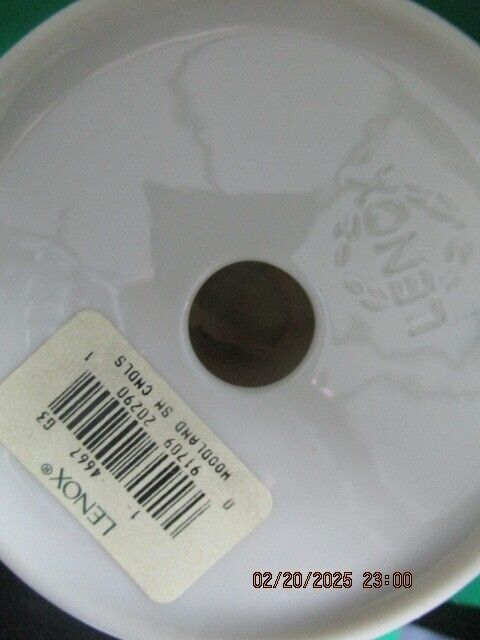 LENOX
LENOX®
1- 4667 G3
0 91709 20290 1
WOODLAND SM CNDLS
02/20/2025 23:00